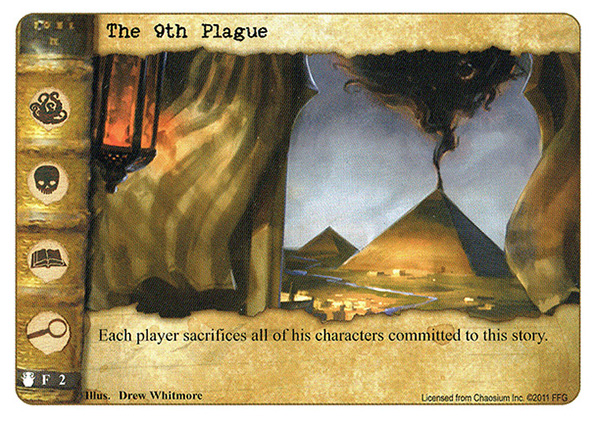 The 9th Plague
Each player sacrifices all of his characters committed to this story.
F 2
Illus. Drew Whitmore
Licensed from Chaosium Inc. ©2011 FFG